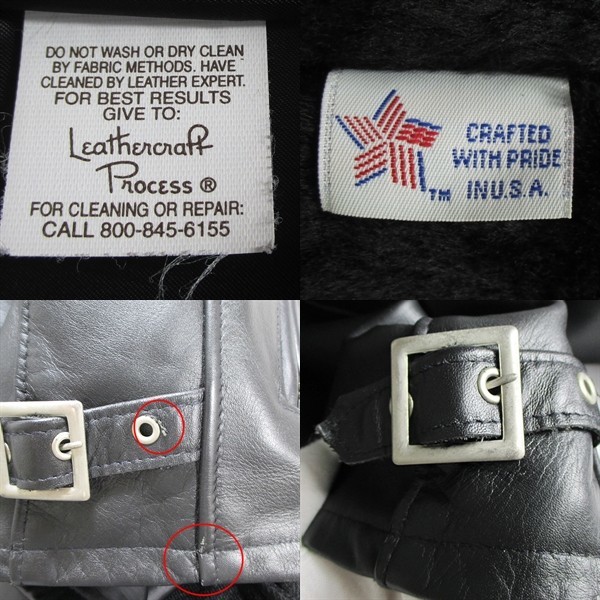 DO NOT WASH OR DRY CLEAN
BY FABRIC METHODS. HAVE
CLEANED BY LEATHER EXPERT.
FOR BEST RESULTS
GIVE TO:
Leathercraft
Process ®
FOR CLEANING OR REPAIR:
CALL 800-845-6155
CRAFTED
WITH PRIDE
IN U.S.A.
TM